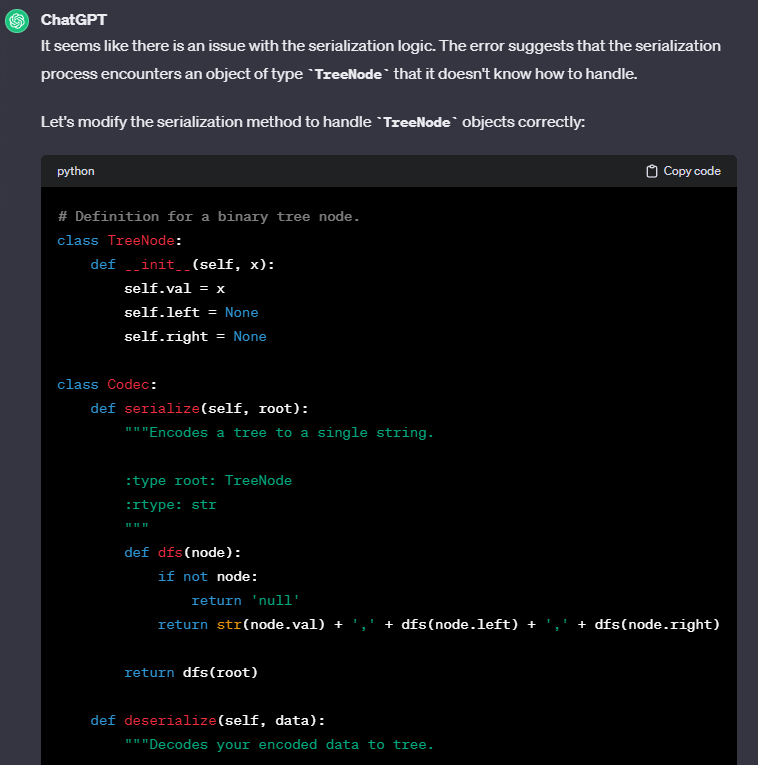 ChatGPT
It seems like there is an issue with the serialization logic. The error suggests that the serialization
process encounters an object of type `TreeNode` that it doesn't know how to handle.
Let's modify the serialization method to handle `TreeNode` objects correctly:
python
Copy code
# Definition for a binary tree node.
class TreeNode:
    def __init__(self, x):
        self.val = x
        self.left = None
        self.right = None
class Codec:
    def serialize(self, root):
        """Encodes a tree to a single string.
        :type root: TreeNode
        :rtype: str
        """
        def dfs(node):
            if not node:
                return 'null'
            return str(node.val) + ',' + dfs(node.left) + ',' + dfs(node.right)
        return dfs(root)
    def deserialize(self, data):
        """Decodes your encoded data to tree.